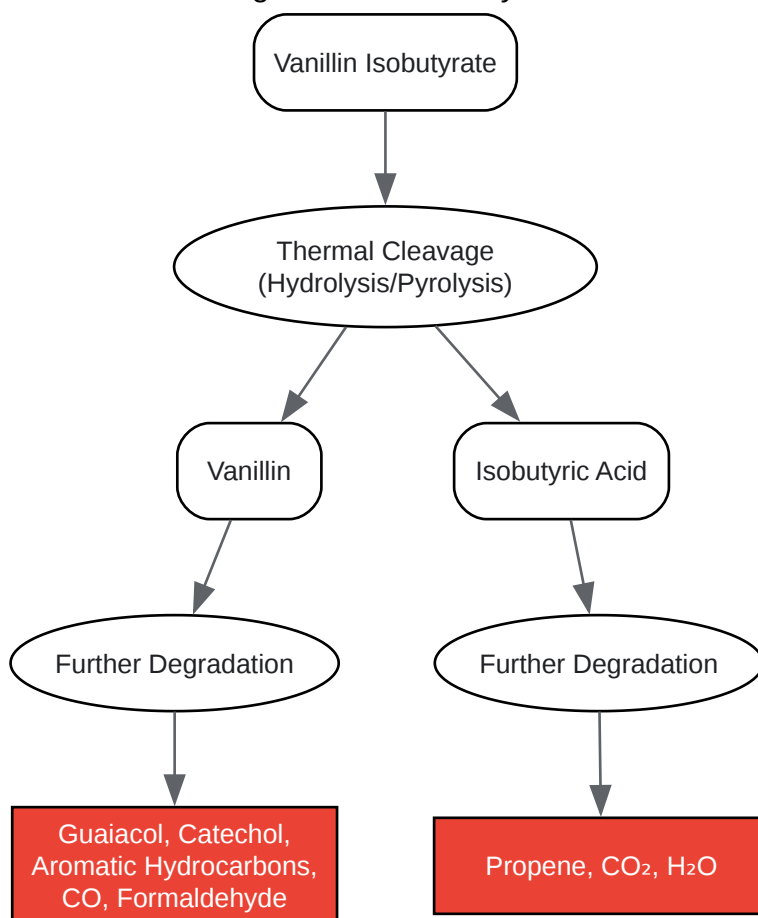 Vanillin Isobutyrate
Thermal Cleavage
(Hydrolysis/Pyrolysis)
Vanillin
Isobutyric Acid
Further Degradation
Further Degradation
Guaiacol, Catechol,
Aromatic Hydrocarbons,
CO, Formaldehyde
Propene, CO₂, H₂O